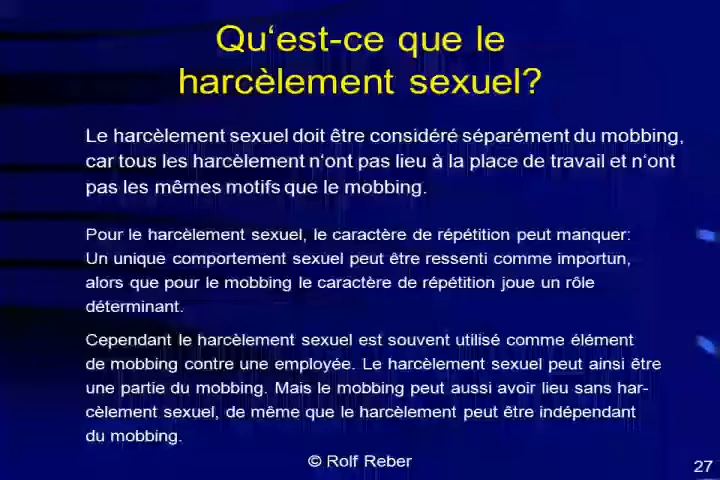 Qu‘est-ce que le
harcèlement sexuel?
Le harcèlement sexuel doit être considéré séparément du mobbing,
car tous les harcèlement n‘ont pas lieu à la place de travail et n‘ont
pas les mêmes motifs que le mobbing.
Pour le harcèlement sexuel, le caractère de répétition peut manquer:
Un unique comportement sexuel peut être ressenti comme importun,
alors que pour le mobbing le caractère de répétition joue un rôle
déterminant.
Cependant le harcèlement sexuel est souvent utilisé comme élément
de mobbing contre une employée. Le harcèlement sexuel peut ainsi être
une partie du mobbing. Mais le mobbing peut aussi avoir lieu sans har-
cèlement sexuel, de même que le harcèlement peut être indépendant
du mobbing.
© Rolf Reber
27